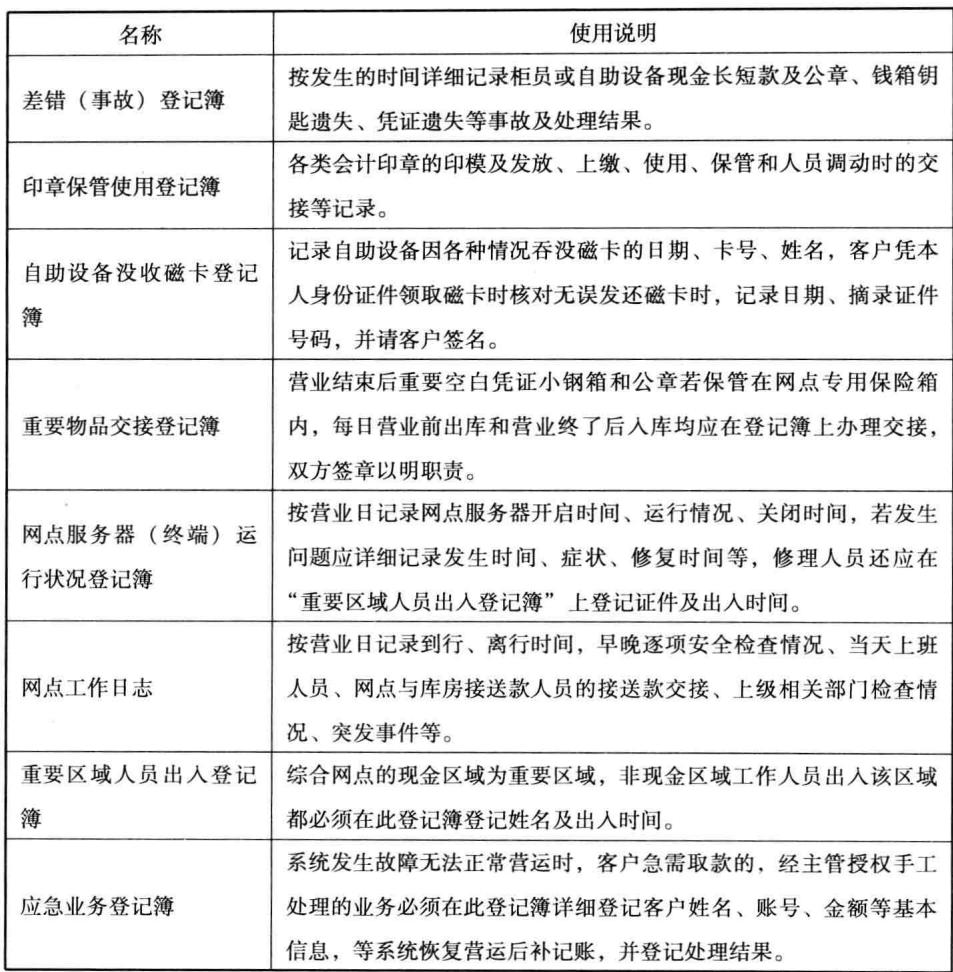 名称
使用说明
差错（事故）登记簿
按发生的时间详细记录柜员或自助设备现金长短款及公章、钱箱钥
匙遗失、凭证遗失等事故及处理结果。
印章保管使用登记簿
各类会计印章的印模及发放、上缴、使用、保管和人员调动时的交
接等记录。
自助设备没收磁卡登记
簿
记录自助设备因各种情况吞没磁卡的日期、卡号、姓名，客户凭本
人身份证件领取磁卡时核对无误发还磁卡时，记录日期、摘录证件
号码，并请客户签名。
重要物品交接登记簿
营业结束后重要空白凭证小钢箱和公章若保管在网点专用保险箱
内，每日营业前出库和营业终了后入库均应在登记簿上办理交接，
双方签章以明职责。
网点服务器（终端）运
行状况登记簿
按营业日记录网点服务器开启时间、运行情况、关闭时间，若发生
问题应详细记录发生时间、症状、修复时间等，修理人员还应在
“重要区域人员出入登记簿”上登记证件及出入时间。
网点工作日志
按营业日记录到行、离行时间，早晚逐项安全检查情况、当天上班
人员、网点与库房接送款人员的接送款交接、上级相关部门检查情
况、突发事件等。
重要区域人员出入登记
簿
综合网点的现金区域为重要区域，非现金区域工作人员出入该区域
都必须在此登记簿登记姓名及出入时间。
应急业务登记簿
系统发生故障无法正常营运时，客户急需取款的，经主管授权手工
处理的业务必须在此登记簿详细登记客户姓名、账号、金额等基本
信息，等系统恢复营运后补记账，并登记处理结果。